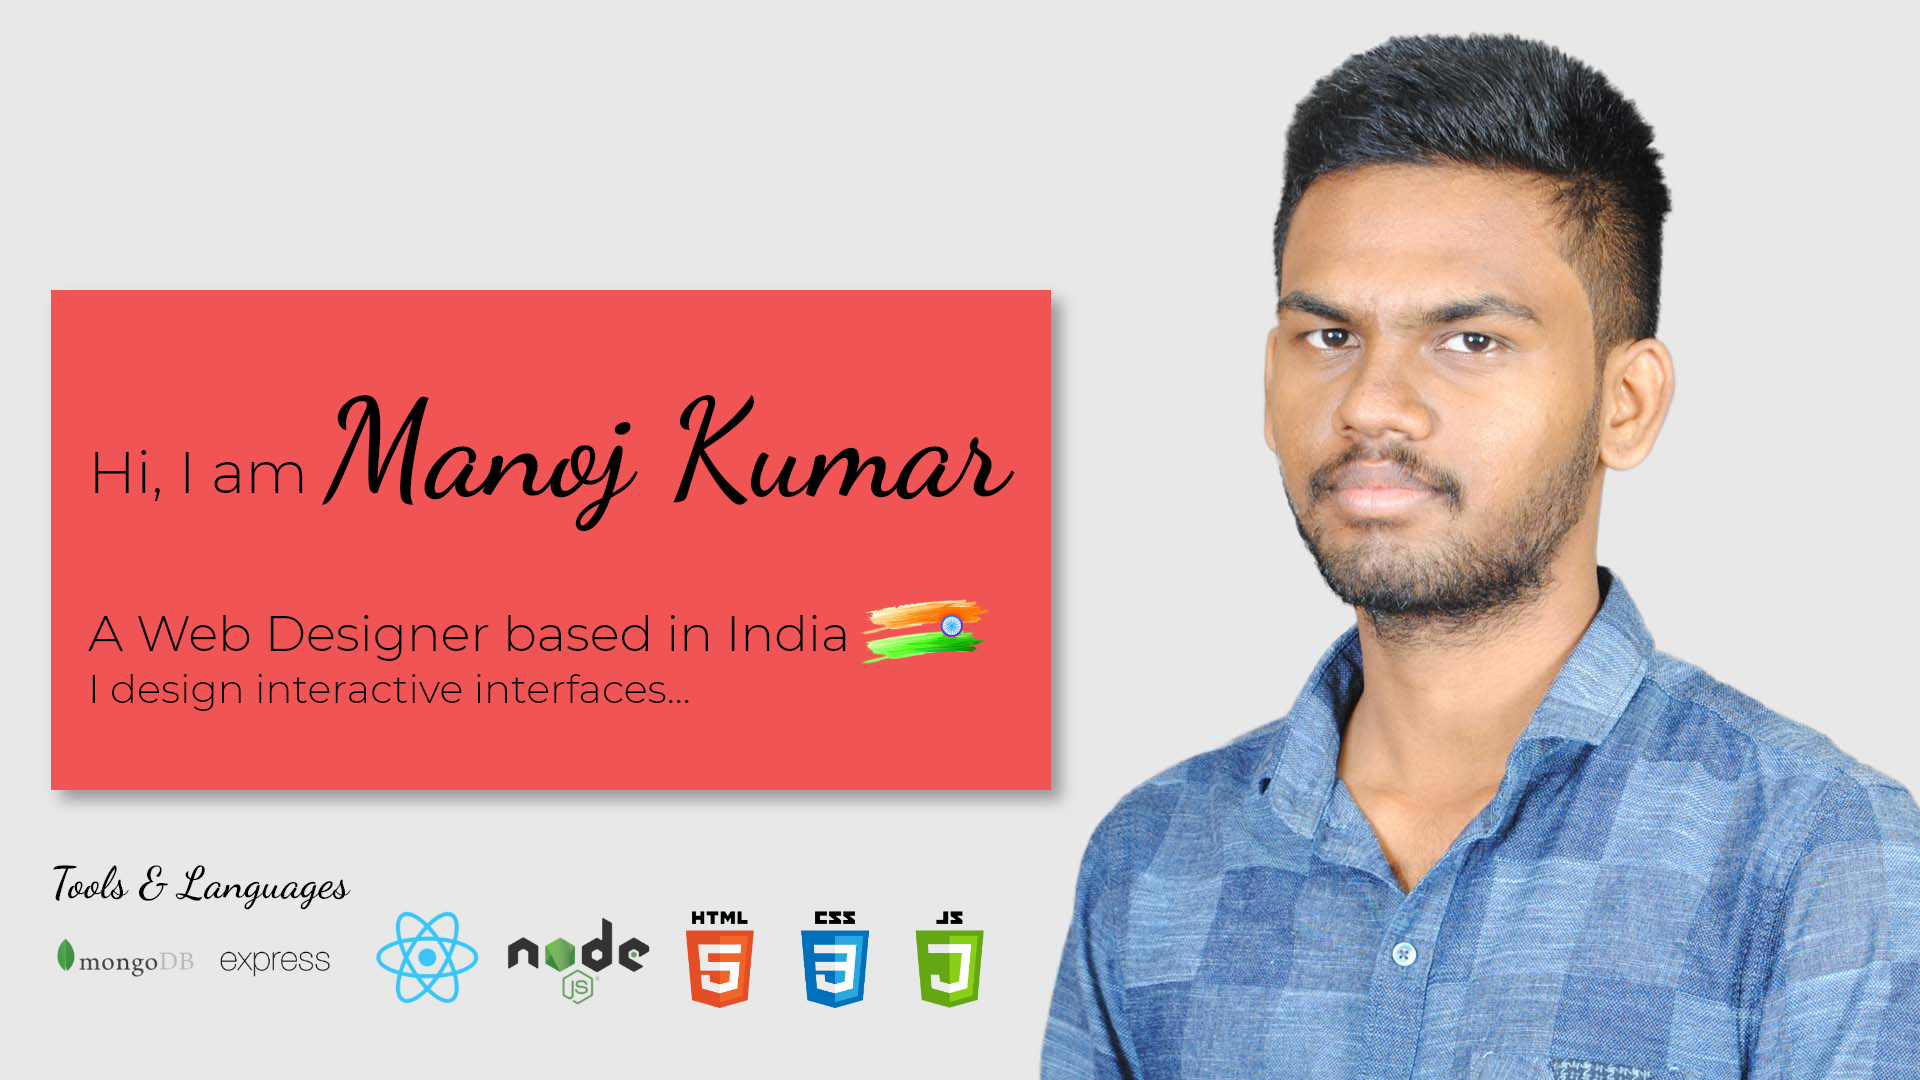 Hi, I am Manoj Kumar
A Web Designer based in India
I design interactive interfaces...
Tools & Languages
mongoDB express node JS HTML 5 CSS 3 JS J